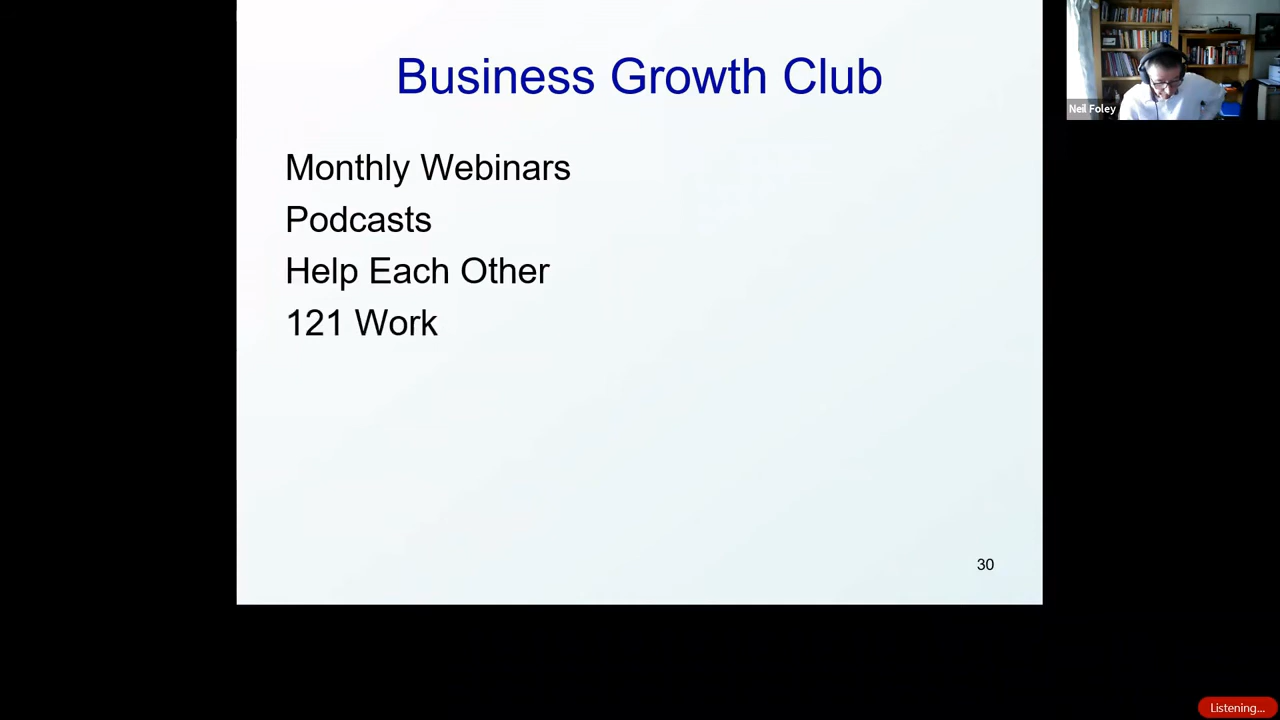 Business Growth Club
Monthly Webinars
Podcasts
Help Each Other
121 Work
30
Neil Foley
Listening...